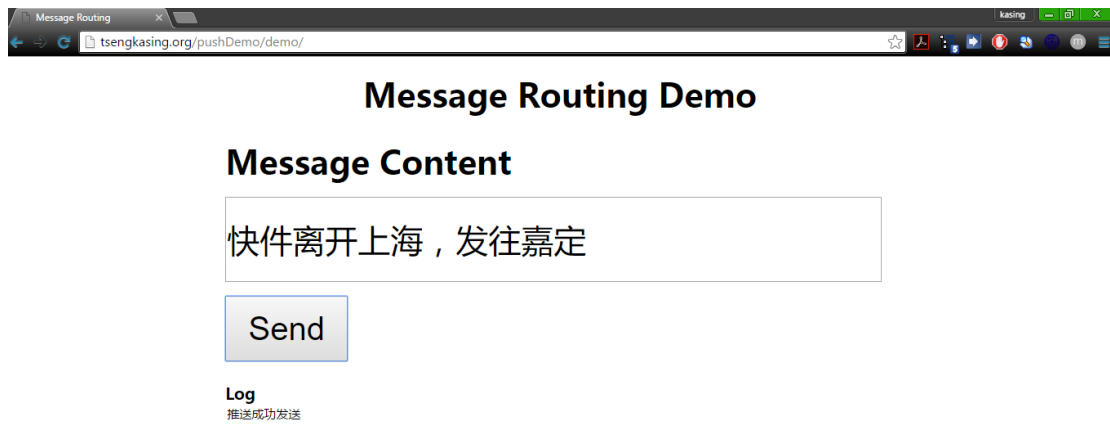 Message Routing
kasing
tsengkasing.org/pushDemo/demo/
5
m
Message Routing Demo
Message Content
快件离开上海，发往嘉定
Send
Log
推送成功发送